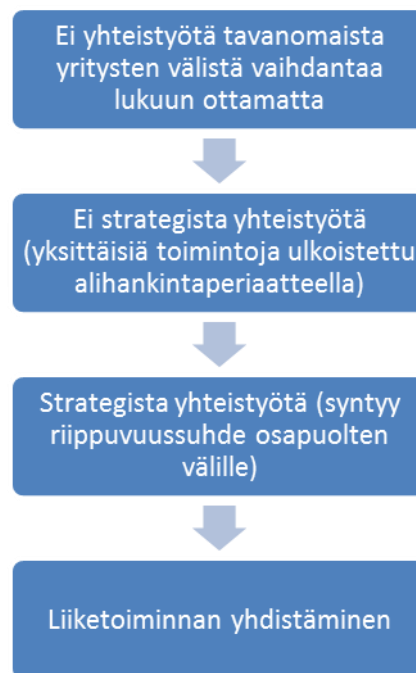 Ei yhteistyötä tavanomaista
yritysten välistä vaihdantaa
lukuun ottamatta
Ei strategista yhteistyötä
(yksittäisiä toimintoja ulkoistettu
alihankintaperiaatteella)
Strategista yhteistyötä (syntyy
riippuvuussuhde osapuolten
välille)
Liiketoiminnan yhdistäminen